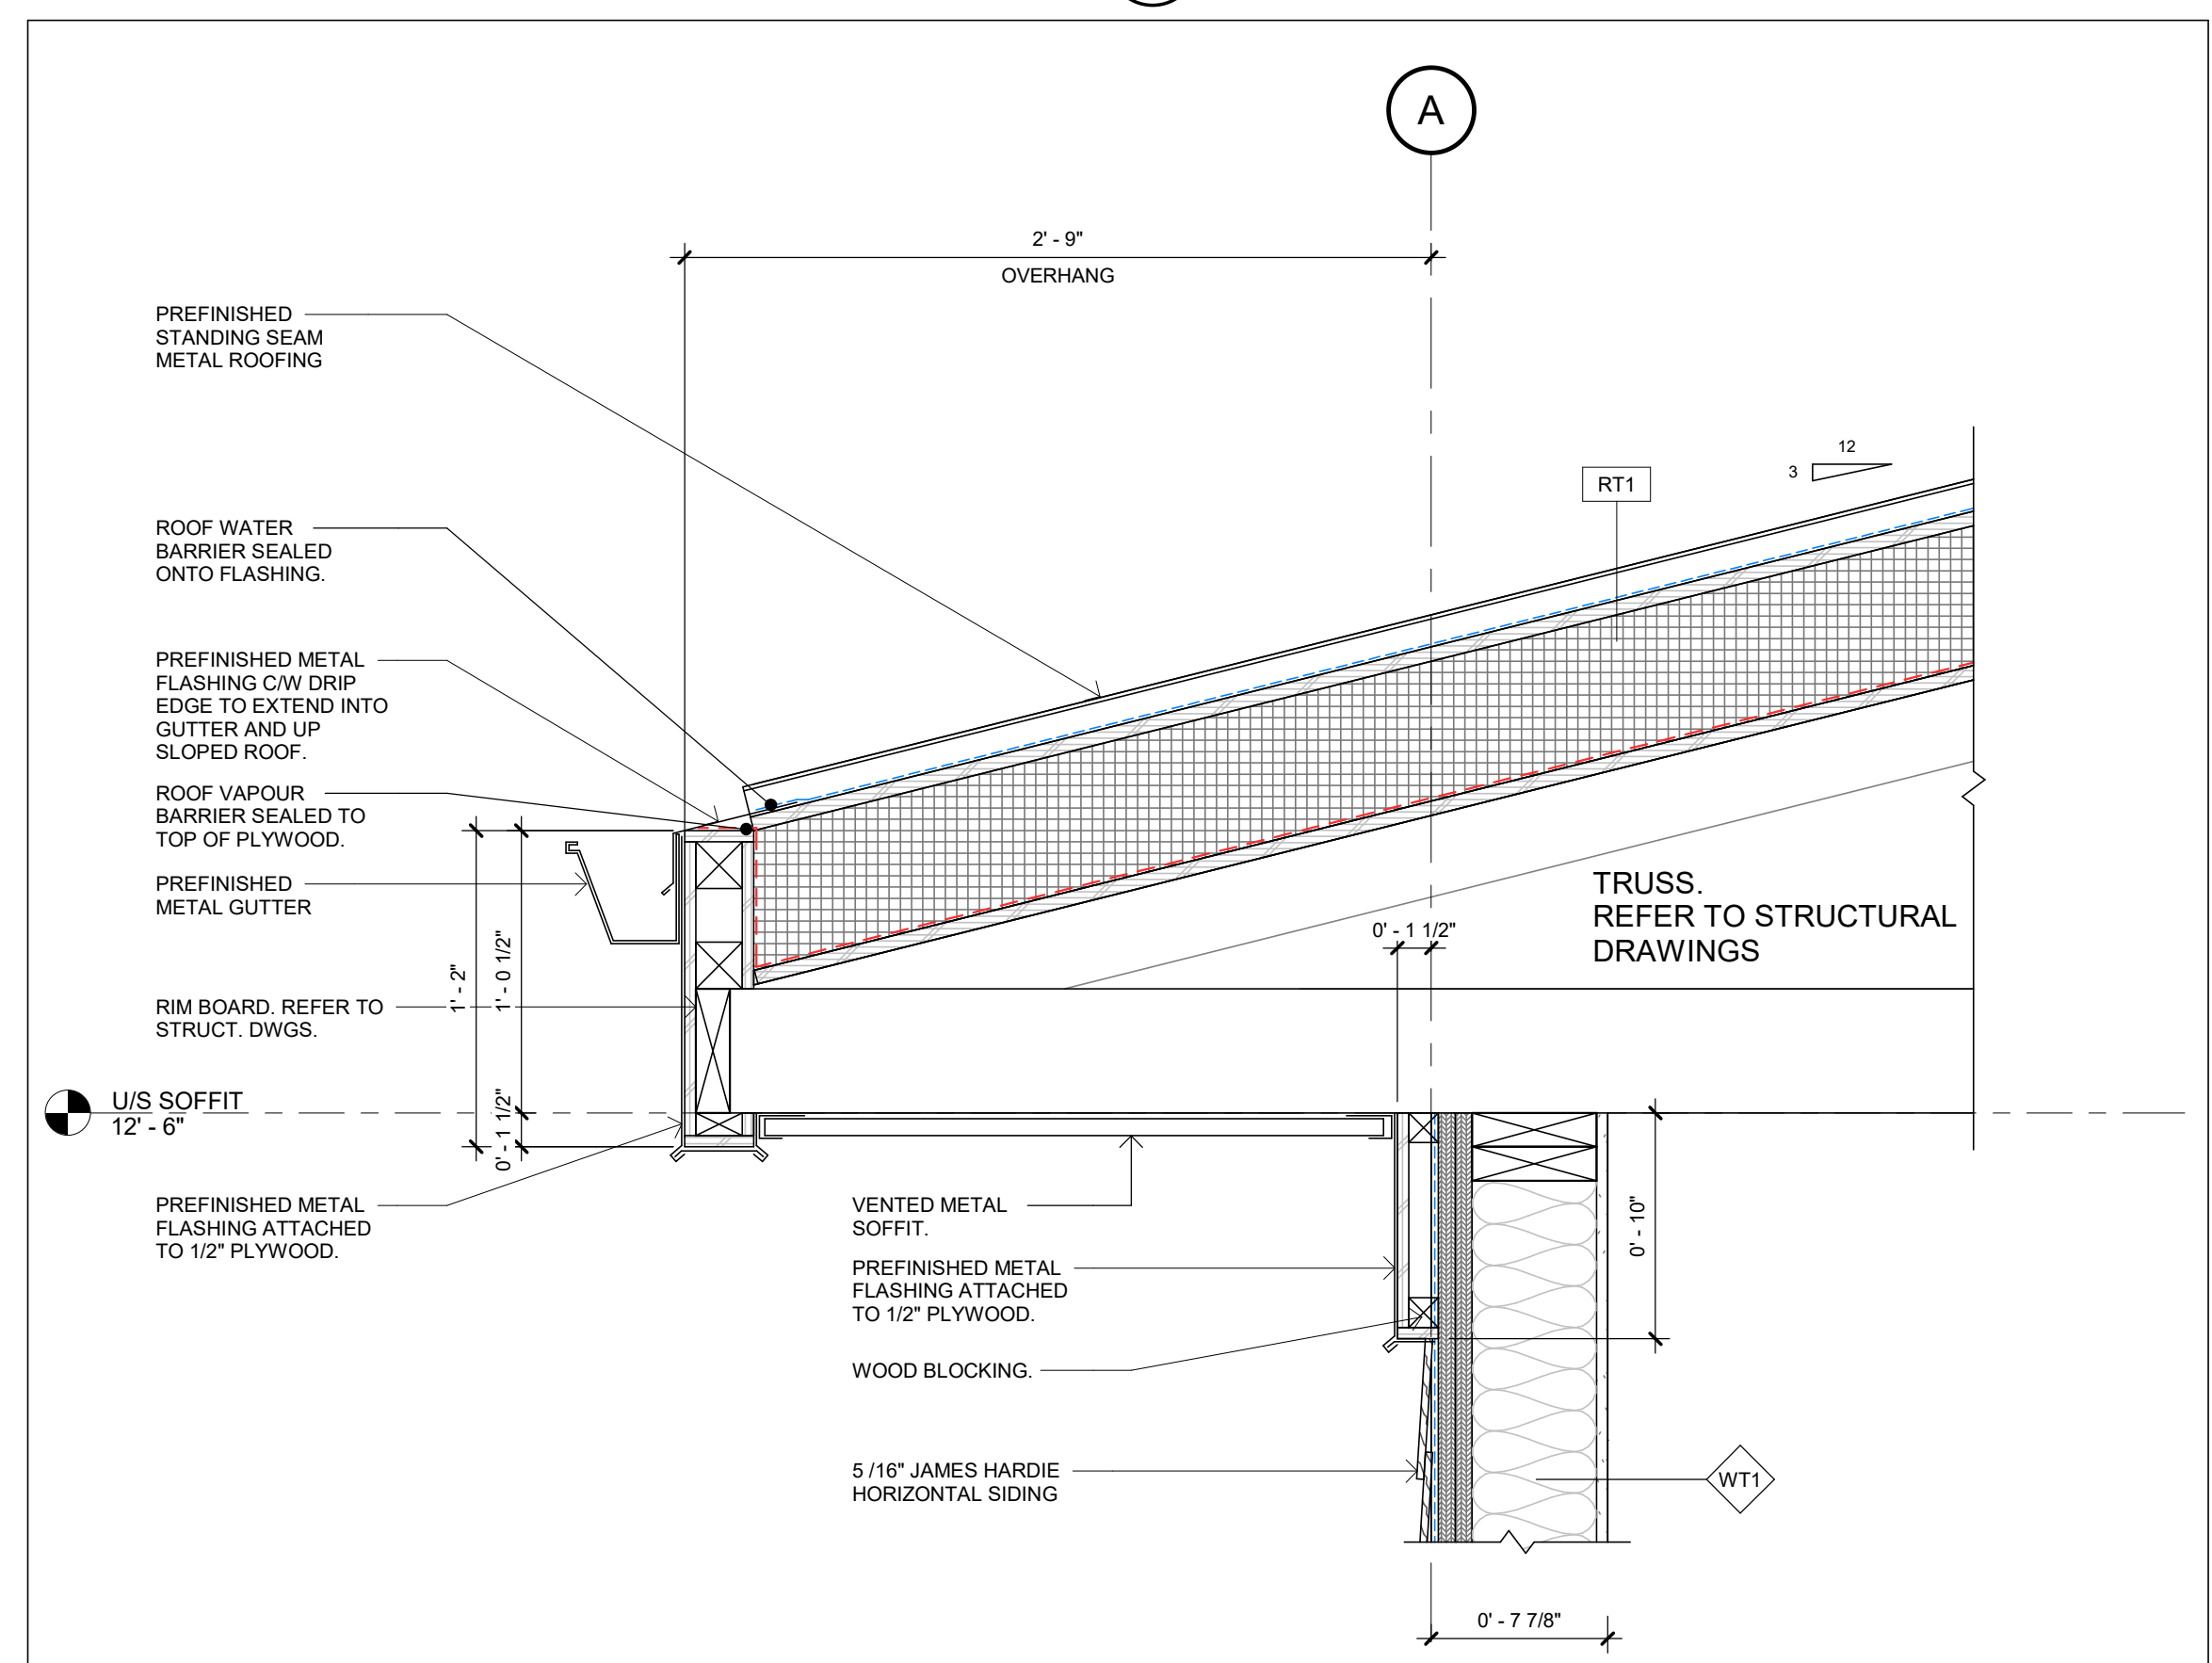 A
2' - 9"
OVERHANG
PREFINISHED
STANDING SEAM
METAL ROOFING
12
3
RT1
ROOF WATER
BARRIER SEALED
ONTO FLASHING.
PREFINISHED METAL
FLASHING C/W DRIP
EDGE TO EXTEND INTO
GUTTER AND UP
SLOPED ROOF.
ROOF VAPOUR
BARRIER SEALED TO
TOP OF PLYWOOD.
PREFINISHED
METAL GUTTER
TRUSS.
REFER TO STRUCTURAL
DRAWINGS
0' - 1 1/2"
1' - 2"
1' - 0 1/2"
RIM BOARD. REFER TO
STRUCT. DWGS.
U/S SOFFIT
12' - 6"
0' - 1 1/2"
PREFINISHED METAL
FLASHING ATTACHED
TO 1/2" PLYWOOD.
VENTED METAL
SOFFIT.
0' - 10"
PREFINISHED METAL
FLASHING ATTACHED
TO 1/2" PLYWOOD.
WOOD BLOCKING.
5 /16" JAMES HARDIE
HORIZONTAL SIDING
WT1
0' - 7 7/8"